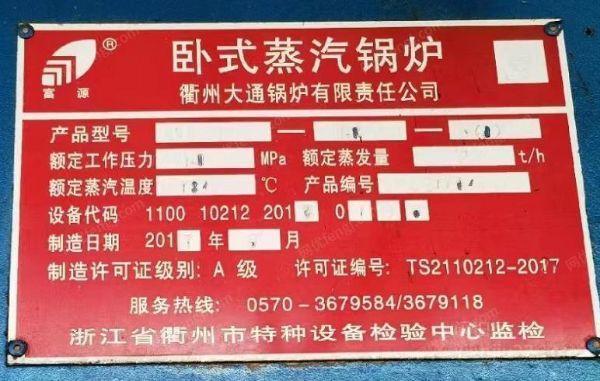 ®
富源
卧式蒸汽锅炉
衢州大通锅炉有限责任公司
产品型号 — —
额定工作压力 MPa 额定蒸发量 t/h
额定蒸汽温度 ℃ 产品编号
设备代码 1100 10212 201 0
制造日期 201 年 月
制造许可证级别: A 级 许可证编号: TS2110212-2017
服务热线: 0570-3679584/3679118
浙江省衢州市特种设备检验中心监检